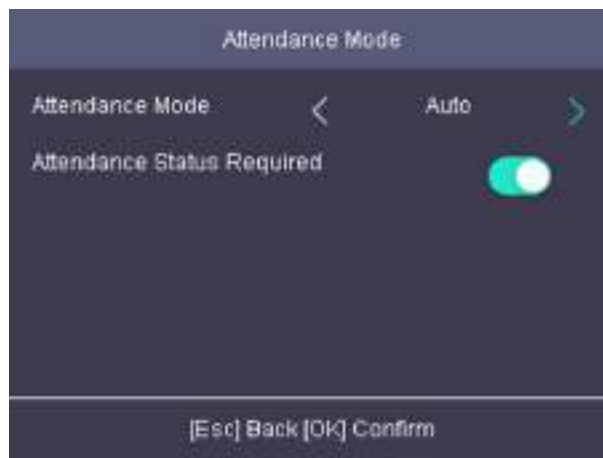 Attendance Mode
Attendance Mode < Auto >
Attendance Status Required
[Esc] Back [OK] Confirm